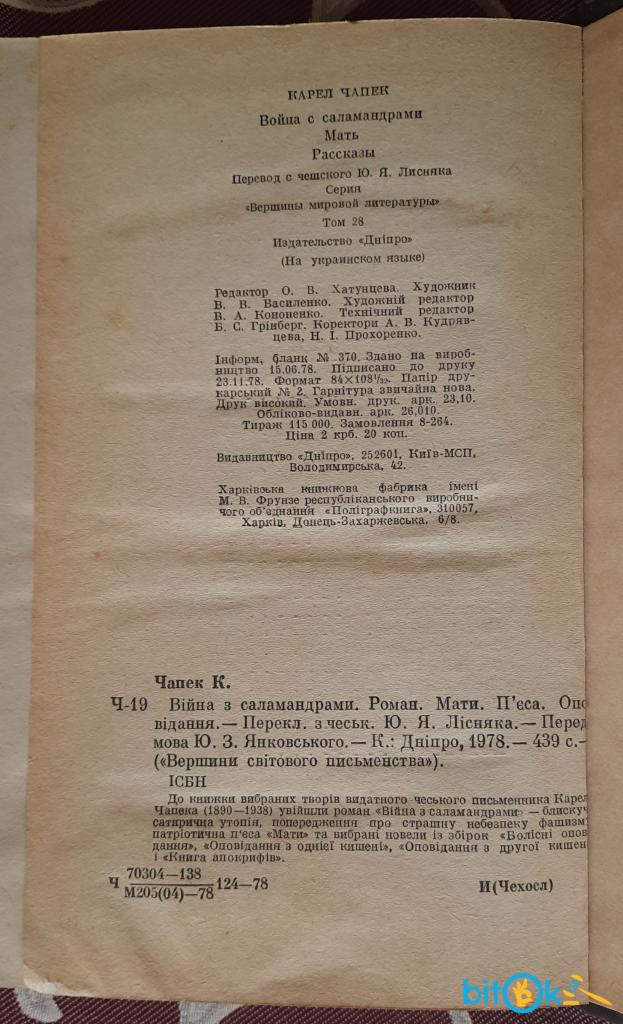 КАРЕЛ ЧАПЕК
Война с саламандрами
Мать
Рассказы
Перевод с чешского Ю. Я. Лисняка
Серия
«Вершины мировой литературы»
Том 28
Издательство «Дніпро»
(На украинском языке)
Редактор О. В. Хатунцева. Художник
В. В. Василенко. Художній редактор
В. А. Кононенко. Технічний редактор
Б. С. Грінберг. Коректори А. В. Кудряв-
цева, Н. І. Прохоренко.
Інформ. бланк № 370. Здано на вироб-
ництво 15.06.78. Підписано до друку
23.11.78. Формат 84×108¹/₃₂. Папір дру-
карський № 2. Гарнітура звичайна нова.
Друк високий. Умовн. друк. арк. 23,10.
Обліково-видавн. арк. 26,010.
Тираж 115 000. Замовлення 8-264.
Ціна 2 крб. 20 коп.
Видавництво «Дніпро», 252601, Київ-МСП,
Володимирська, 42.
Харківська книжкова фабрика імені
М. В. Фрунзе республіканського виробни-
чого об'єднання «Поліграфкнига», 310057,
Харків, Донець-Захаржевська, 6/8.
Чапек К.
Ч-19 Війна з саламандрами. Роман. Мати. П'єса. Опо
відання.— Перекл. з чеськ. Ю. Я. Лісняка.— Перед
мова Ю. З. Янковського.— К.: Дніпро, 1978.— 439 с.—
(«Вершини світового письменства»).
ІСБН
До книжки вибраних творів видатного чеського письменника Карел
Чапека (1890—1938) увійшли роман «Війна з саламандрами» — блискуч
сатирична утопія, попередження про страшну небезпеку фашизм
патріотична п'єса «Мати» та вибрані новели із збірок «Болісні опов
дання», «Оповідання з однієї кишені», «Оповідання з другої кишен
і «Книга апокрифів».
Ч 70304—138
М205(04)—78 124—78 И(Чехосл)
bitok